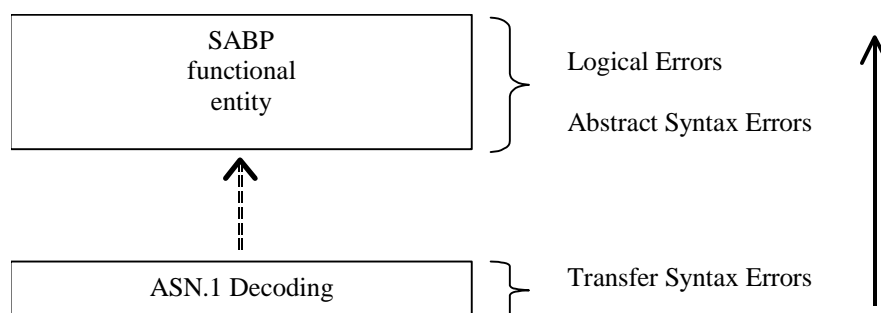 SABP
functional
entity
Logical Errors
Abstract Syntax Errors
ASN.1 Decoding
Transfer Syntax Errors